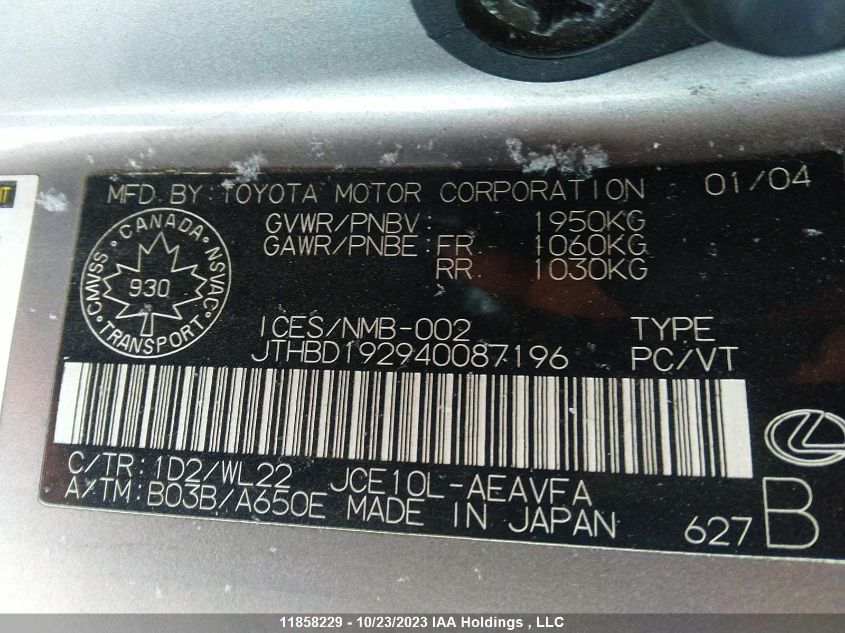 MFD BY TOYOTA MOTOR CORPORATION 01/04
GVWR/PNBV 1950KG
GAWR/PNBE FR 1060KG
RR. 1030KG
CANADA
CMVSS · NSVAC
930
TRANSPORT
ICES/NMB-002 TYPE
JTHBD192940087196 PC/VT
C/TR: 1D2/WL22 JCE10L-AEAVFA
A/TM: B03B/A650E MADE IN JAPAN 627 B
11858229 - 10/23/2023 IAA Holdings , LLC